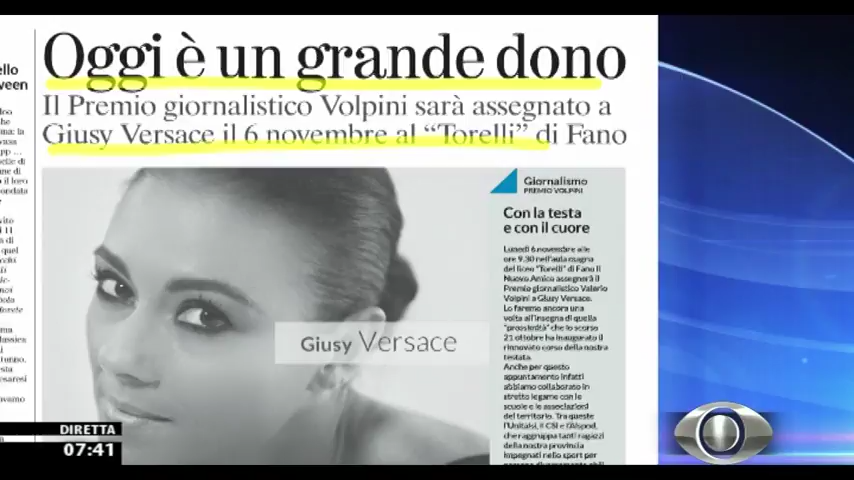 Oggi è un grande dono
Il Premio giornalistico Volpini sarà assegnato a
Giusy Versace il 6 novembre al “Torelli” di Fano
Giornalismo
PREMIO VOLPINI
Con la testa
e con il cuore
Lunedì 6 novembre alle
ore 9.30 nell'aula magna
del liceo "Torelli" di Fano Il
Nuovo Amico assegnerà il
Premio giornalistico Valerio
Volpini a Giusy Versace.
Lo faremo ancora una
volta all'insegna di quella
"prossimità" che lo scorso
21 ottobre ha inaugurato il
rinnovato corso della nostra
testata.
Anche per questo
appuntamento infatti
abbiamo collaborato in
stretto legame con le
scuole e le associazioni
del territorio. Tra queste
l'Unitalsi, il CSI e l'Avpod,
che raggruppa tanti ragazzi
della nostra provincia
impegnati nello sport per
Giusy Versace
DIRETTA
07:41